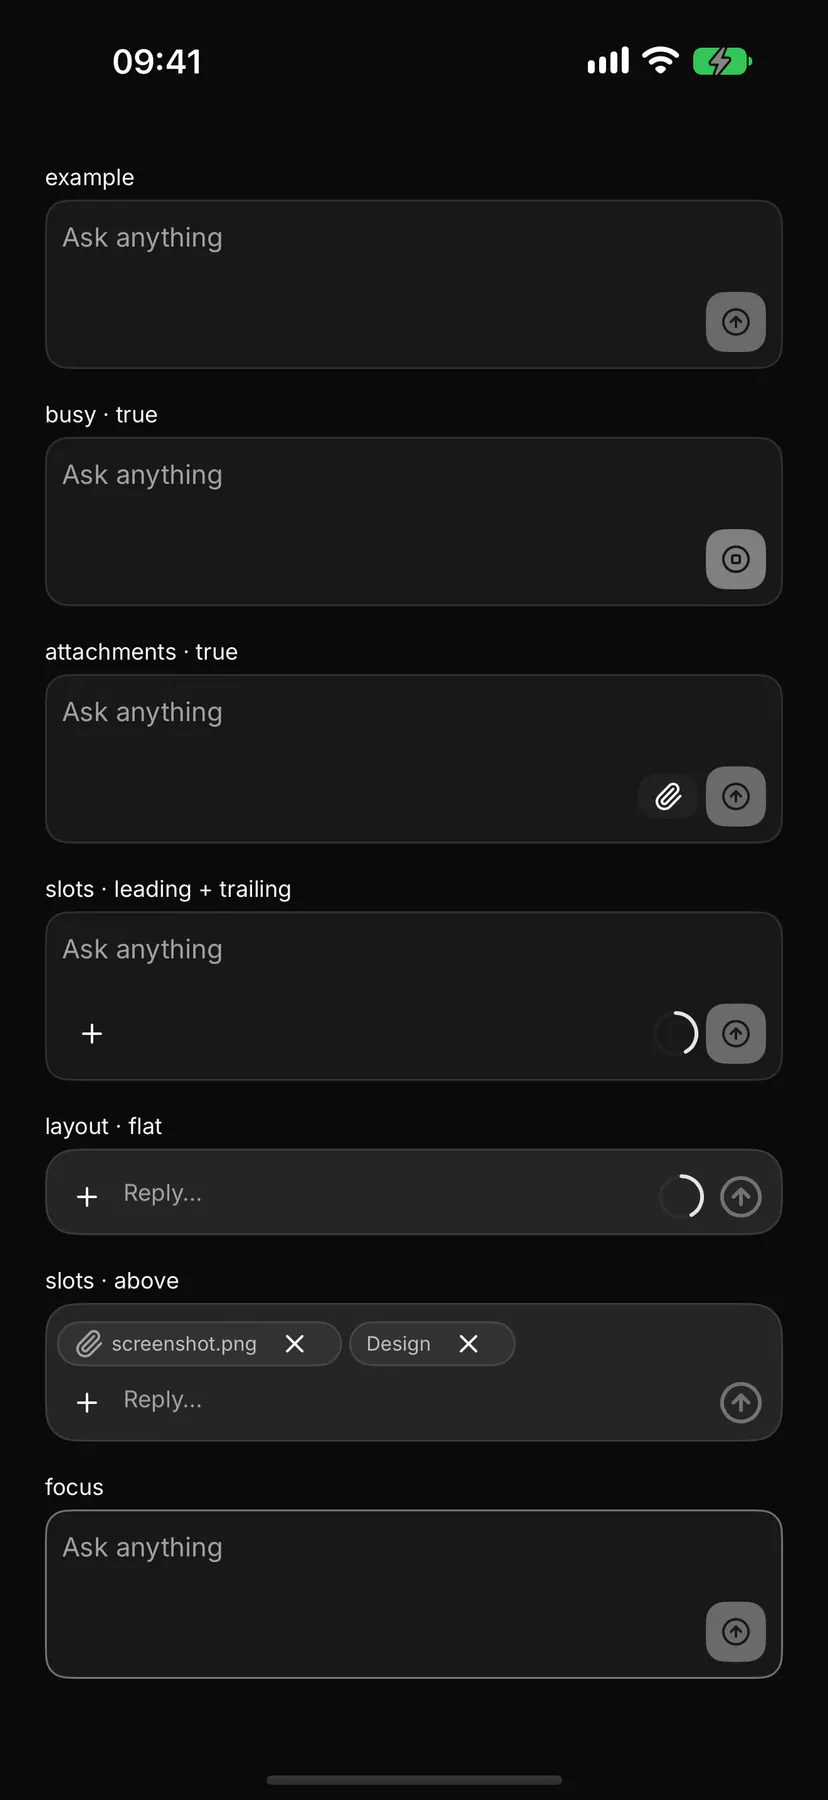 09:41
example
Ask anything
busy · true
Ask anything
attachments · true
Ask anything
slots · leading + trailing
Ask anything
layout · flat
Reply...
slots · above
screenshot.png
Design
Reply...
focus
Ask anything